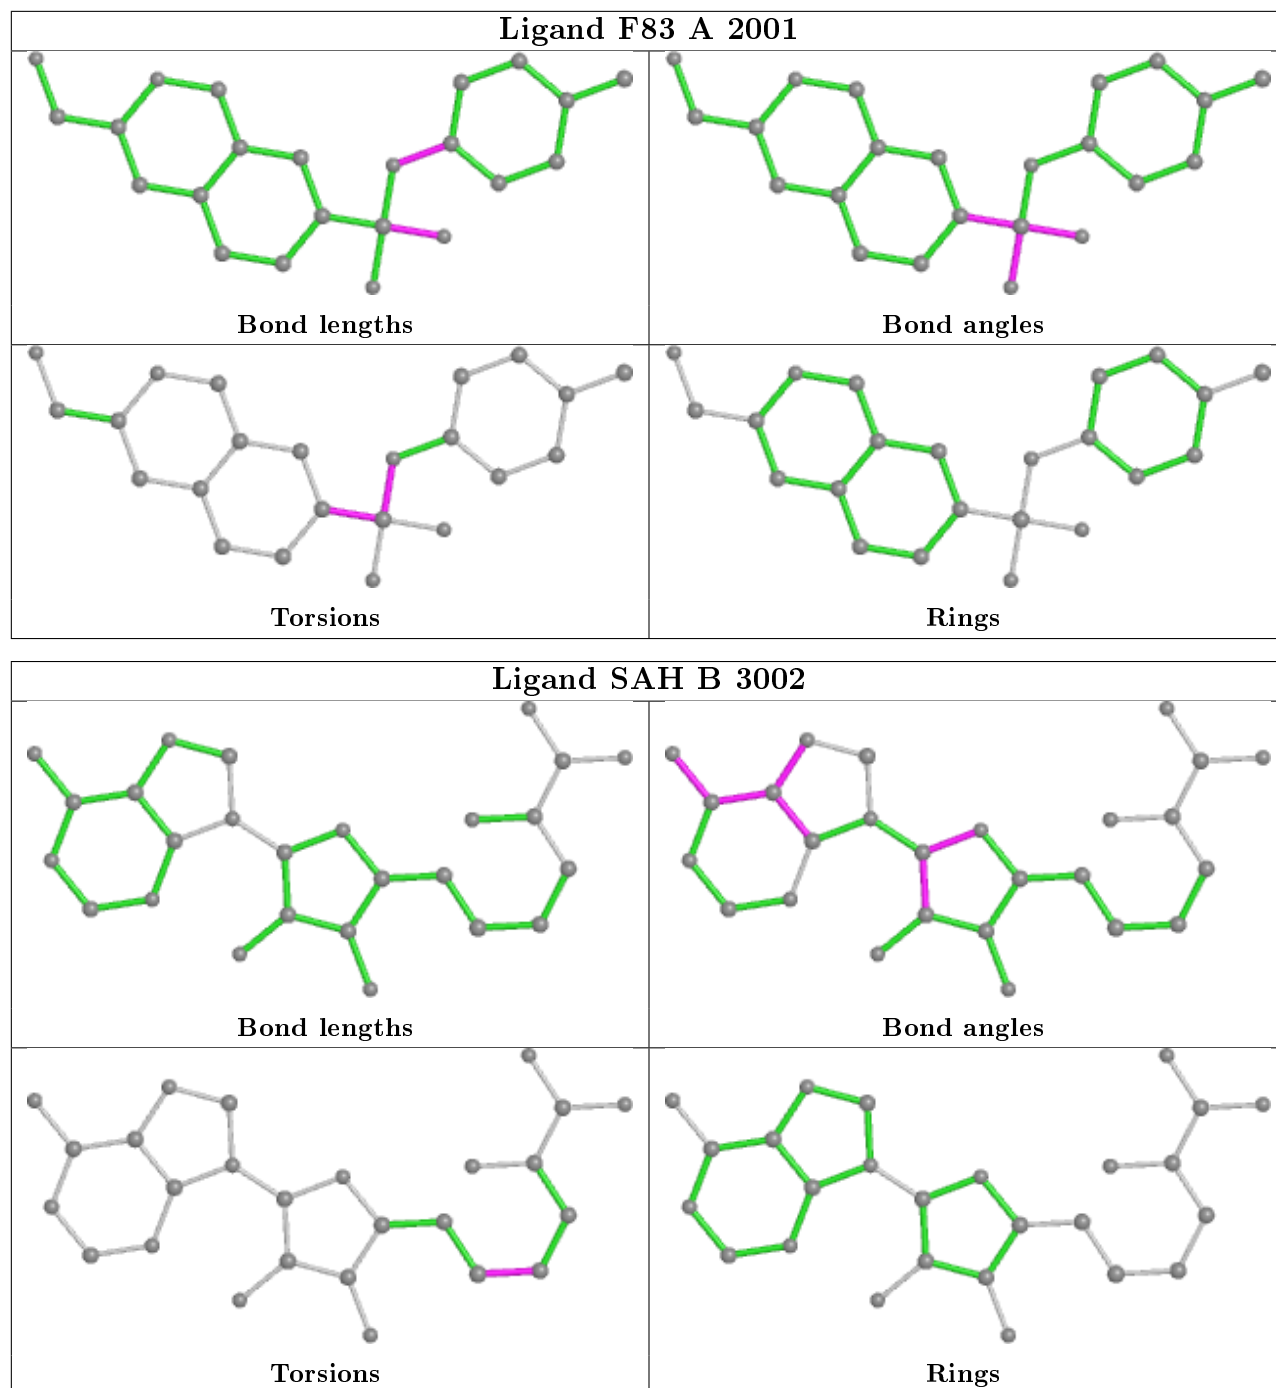 Ligand F83 A 2001
Bond lengths
Bond angles
Torsions
Rings
Ligand SAH B 3002
Bond lengths
Bond angles
Torsions
Rings